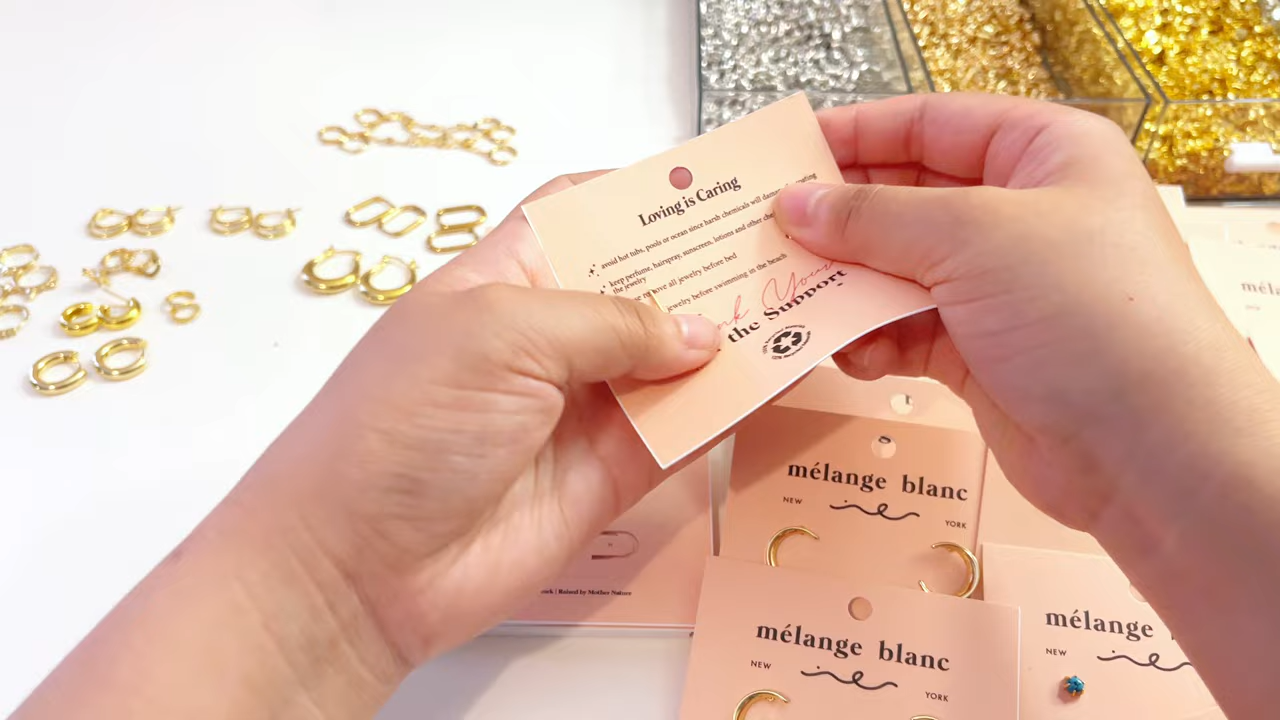 Loving is Caring
avoid hot tubs, pools or ocean since harsh chemicals will coating
keep perfume, hairspray, sunscreen, lotions and other
the jewelry
all jewelry before bed
jewelry before swimming in the beach
the Support
mélange blanc
NEW YORK
| Raised by Mother Nature
mélange blanc
NEW YORK
mélange
NEW